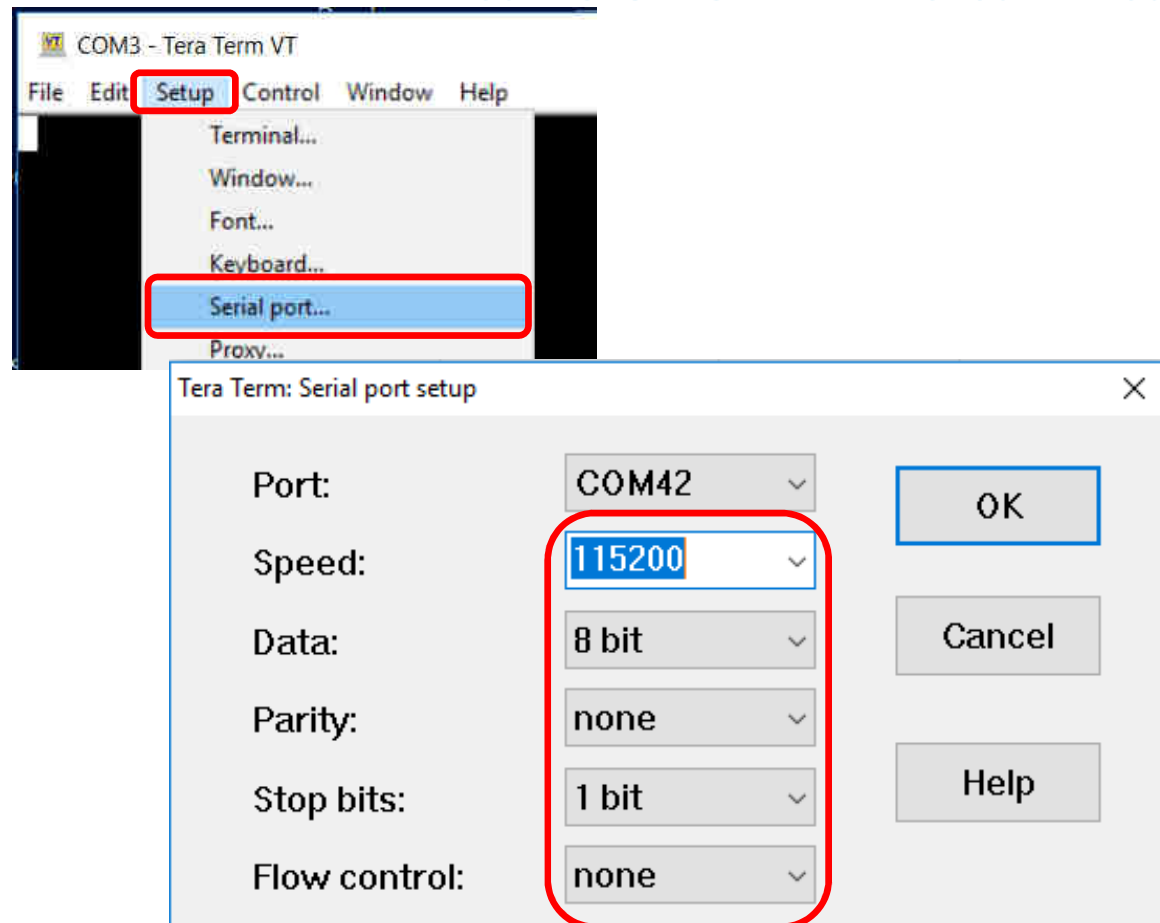 COM3 - Tera Term VT
File Edit Setup Control Window Help
Terminal...
Window...
Font...
Keyboard...
Serial port...
Proxy...
Tera Term: Serial port setup
Port: COM42 OK
Speed: 115200
Data: 8 bit Cancel
Parity: none
Stop bits: 1 bit Help
Flow control: none